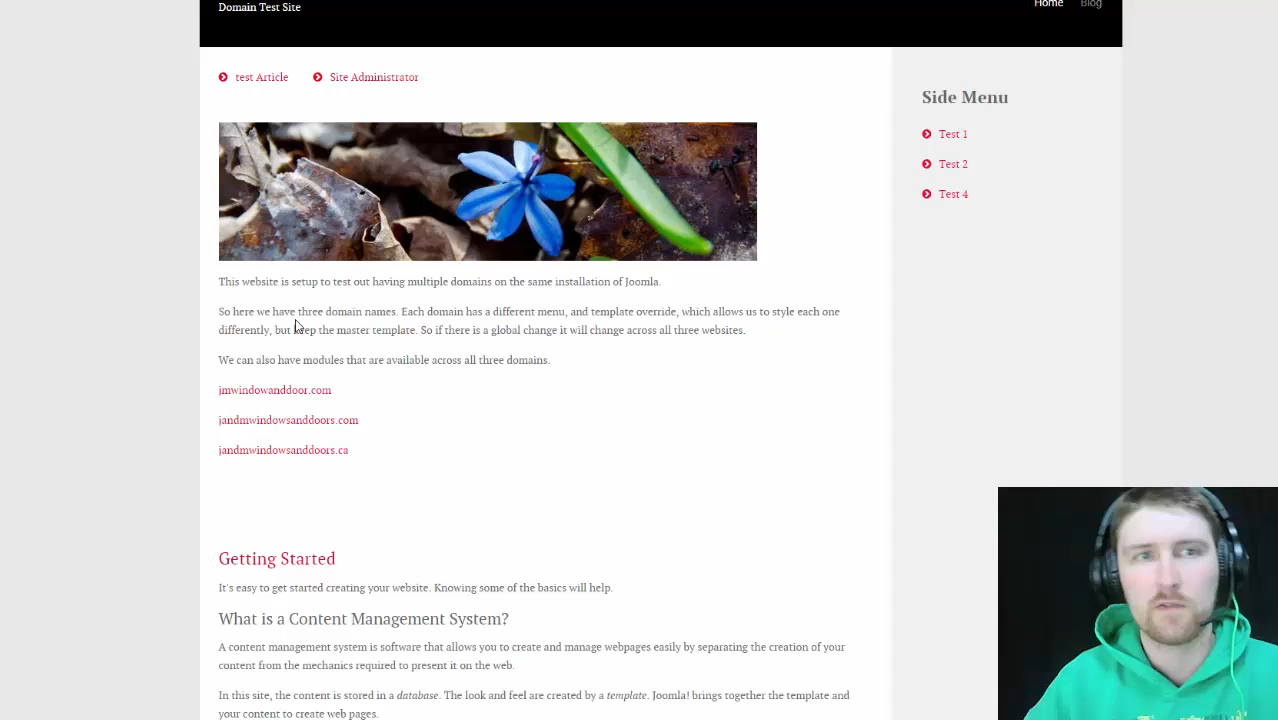 Domain Test Site
Home Blog
test Article Site Administrator
Side Menu
Test 1
Test 2
Test 4
This website is setup to test out having multiple domains on the same installation of Joomla.
So here we have three domain names. Each domain has a different menu, and template override, which allows us to style each one
differently, but keep the master template. So if there is a global change it will change across all three websites.
We can also have modules that are available across all three domains.
jmwindowanddoor.com
jandmwindowsanddoors.com
jandmwindowsanddoors.ca
Getting Started
It's easy to get started creating your website. Knowing some of the basics will help.
What is a Content Management System?
A content management system is software that allows you to create and manage webpages easily by separating the creation of your
content from the mechanics required to present it on the web.
In this site, the content is stored in a database. The look and feel are created by a template. Joomla! brings together the template and
your content to create web pages.